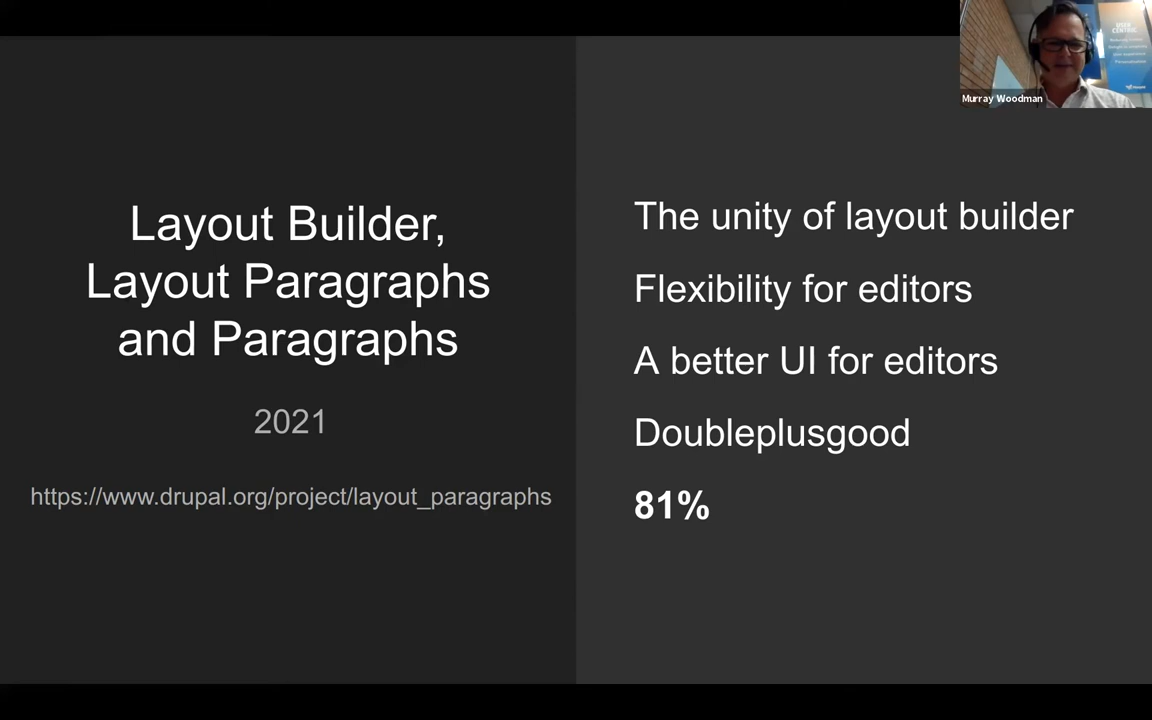 Layout Builder,
Layout Paragraphs
and Paragraphs
2021
https://www.drupal.org/project/layout_paragraphs
The unity of layout builder
Flexibility for editors
A better UI for editors
Doubleplusgood
81%
Murray Woodman